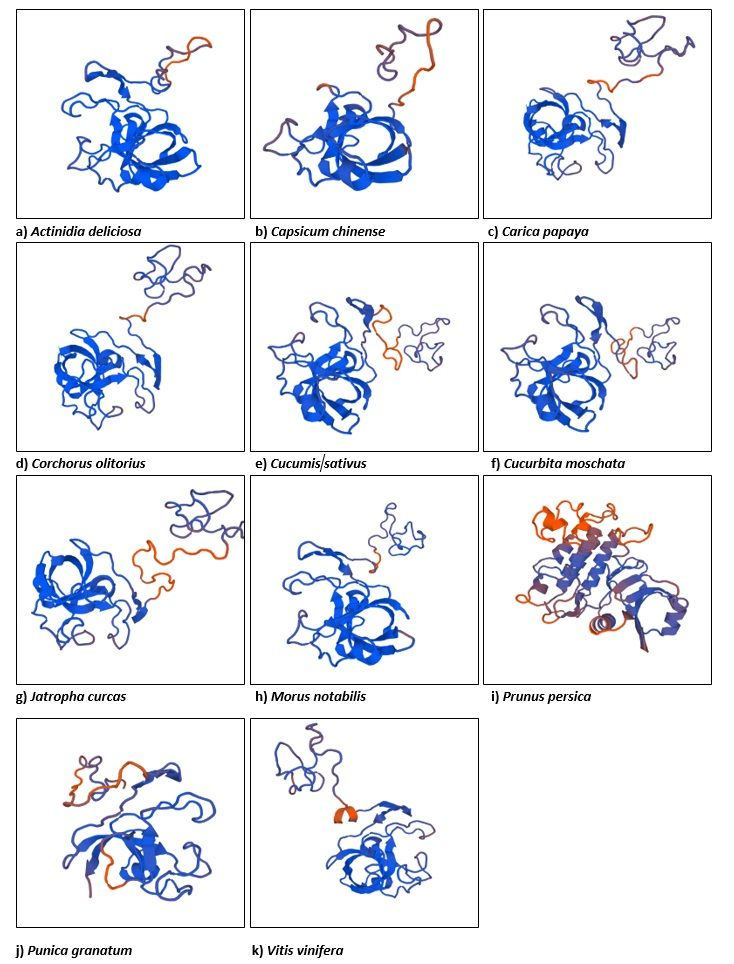 a) Actinidia deliciosa
b) Capsicum chinense
c) Carica papaya
d) Corchorus olitorius
e) Cucumis/sativus
f) Cucurbita moschata
g) Jatropha curcas
h) Morus notabilis
i) Prunus persica
j) Punica granatum
k) Vitis vinifera